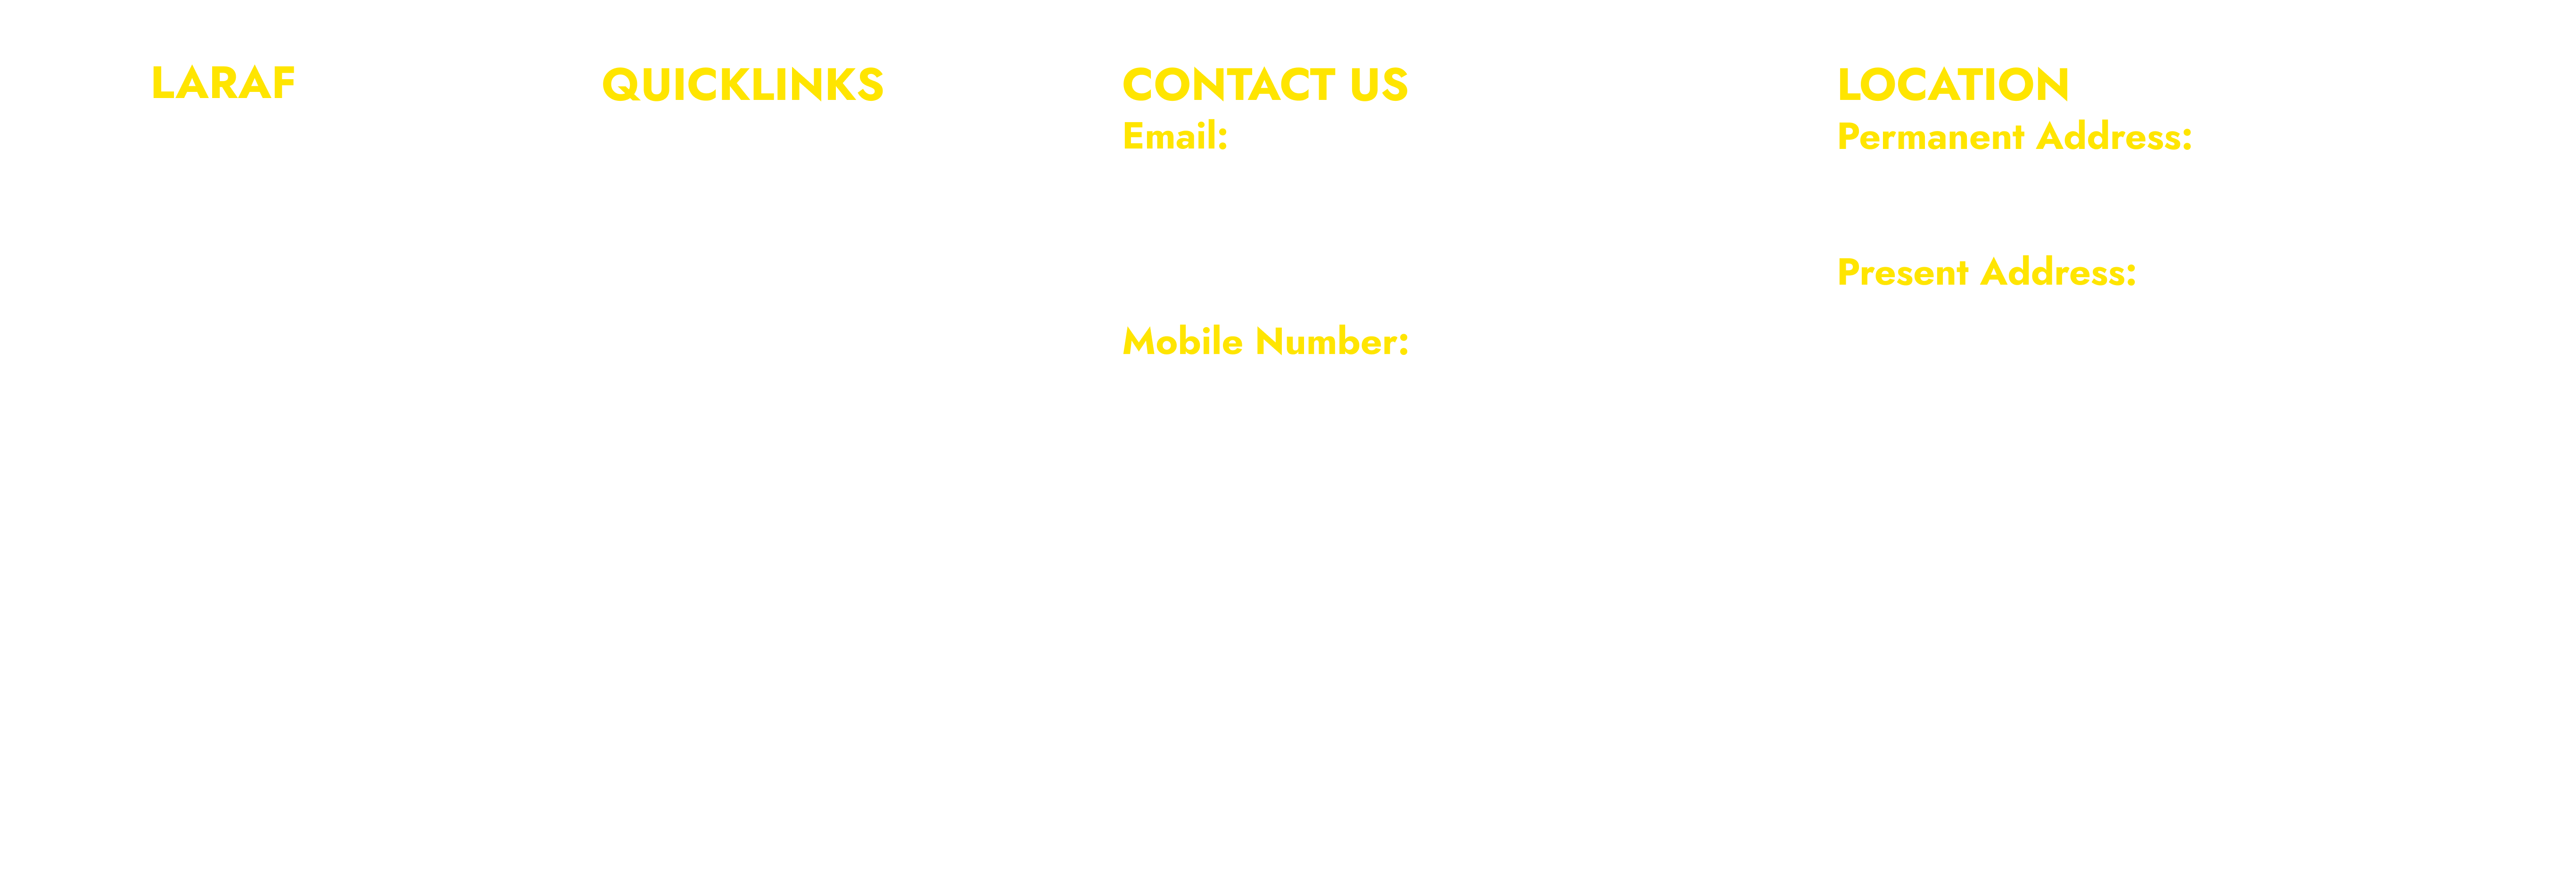 LARAF
QUICKLINKS
CONTACT US
Email:
Mobile Number:
LOCATION
Permanent Address:
Present Address: